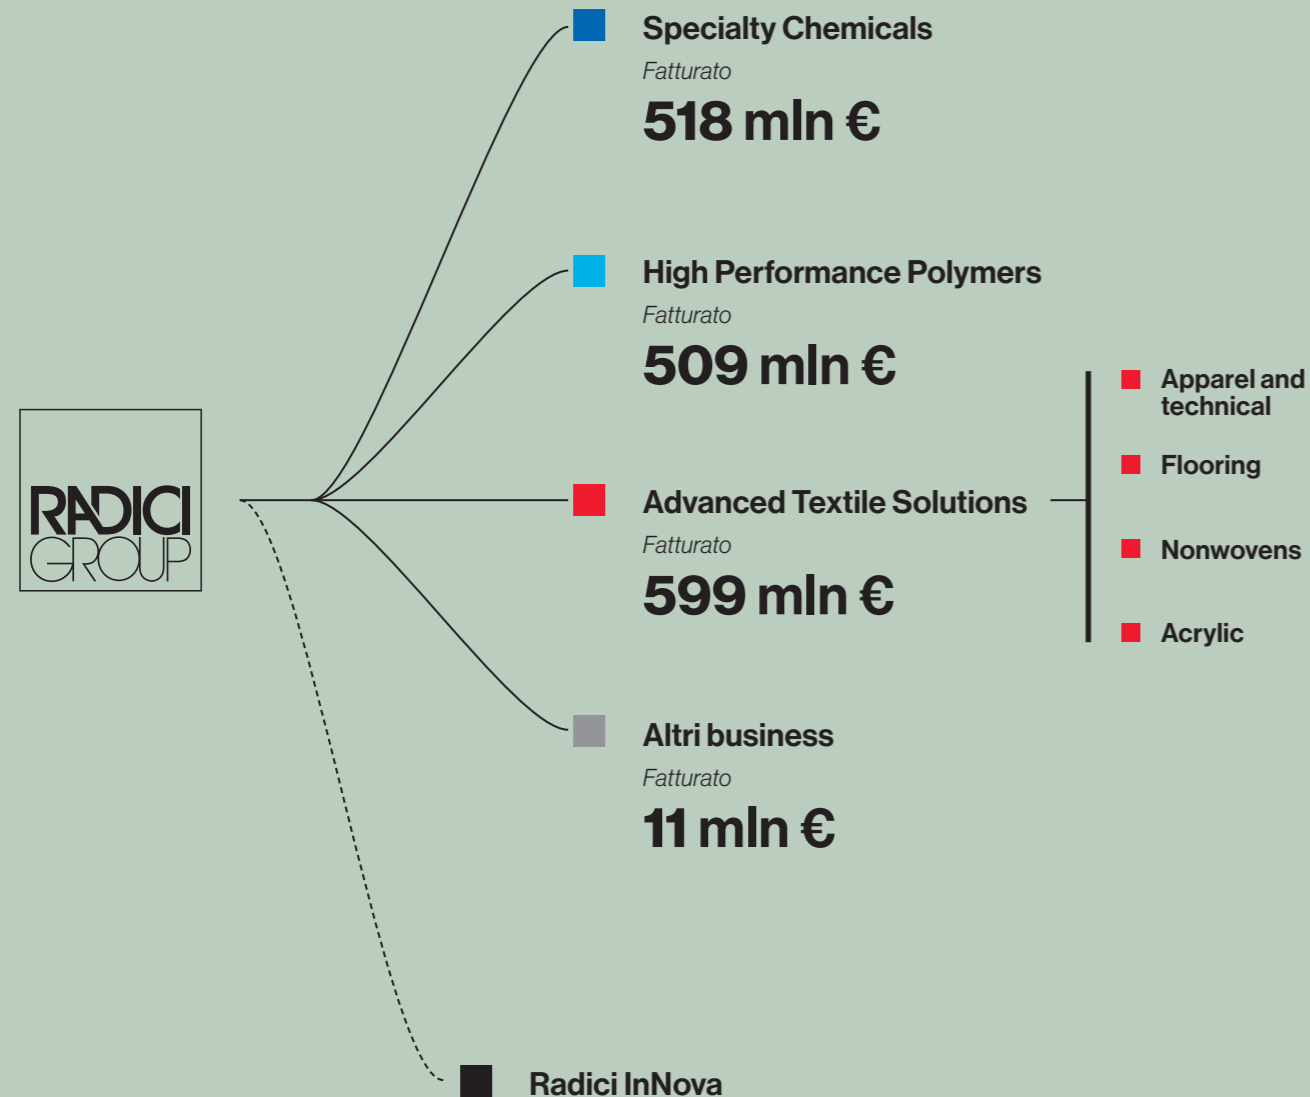 Specialty Chemicals
Fatturato
518 mln €
High Performance Polymers
Fatturato
509 mln €
RADICI
GROUP
Advanced Textile Solutions
Fatturato
599 mln €
Apparel and
technical
Flooring
Nonwovens
Acrylic
Altri business
Fatturato
11 mln €
Radici InNova